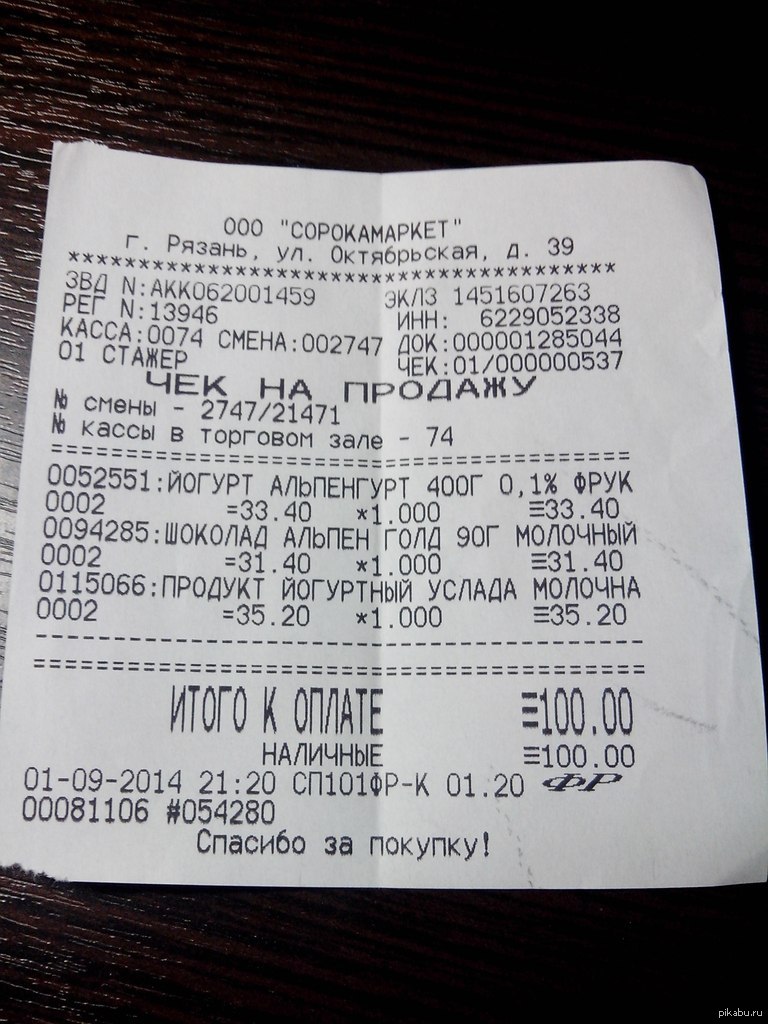 ООО "СОРОКАМАРКЕТ"
г. Рязань, ул. Октябрьская, д. 39
****************************************
ЗВД N:АКК062001459 ЭКЛЗ 1451607263
РЕГ N:13946 ИНН: 6229052338
КАССА:0074 СМЕНА:002747 ДОК:000001285044
01 СТАЖЕР ЧЕК:01/000000537
ЧЕК НА ПРОДАЖУ
№ смены - 2747/21471
№ кассы в торговом зале - 74
========================================
0052551:ЙОГУРТ АЛЬПЕНГУРТ 400Г 0,1% ФРУК
0002 =33.40 *1.000 ≡33.40
0094285:ШОКОЛАД АЛЬПЕН ГОЛД 90Г МОЛОЧНЫЙ
0002 =31.40 *1.000 ≡31.40
0115066:ПРОДУКТ ЙОГУРТНЫЙ УСЛАДА МОЛОЧНА
0002 =35.20 *1.000 ≡35.20
----------------------------------------
========================================
ИТОГО К ОПЛАТЕ ≡100.00
НАЛИЧНЫЕ ≡100.00
01-09-2014 21:20 СП101ФР-К 01.20 ФР
00081106 #054280
Спасибо за покупку!
pikabu.ru